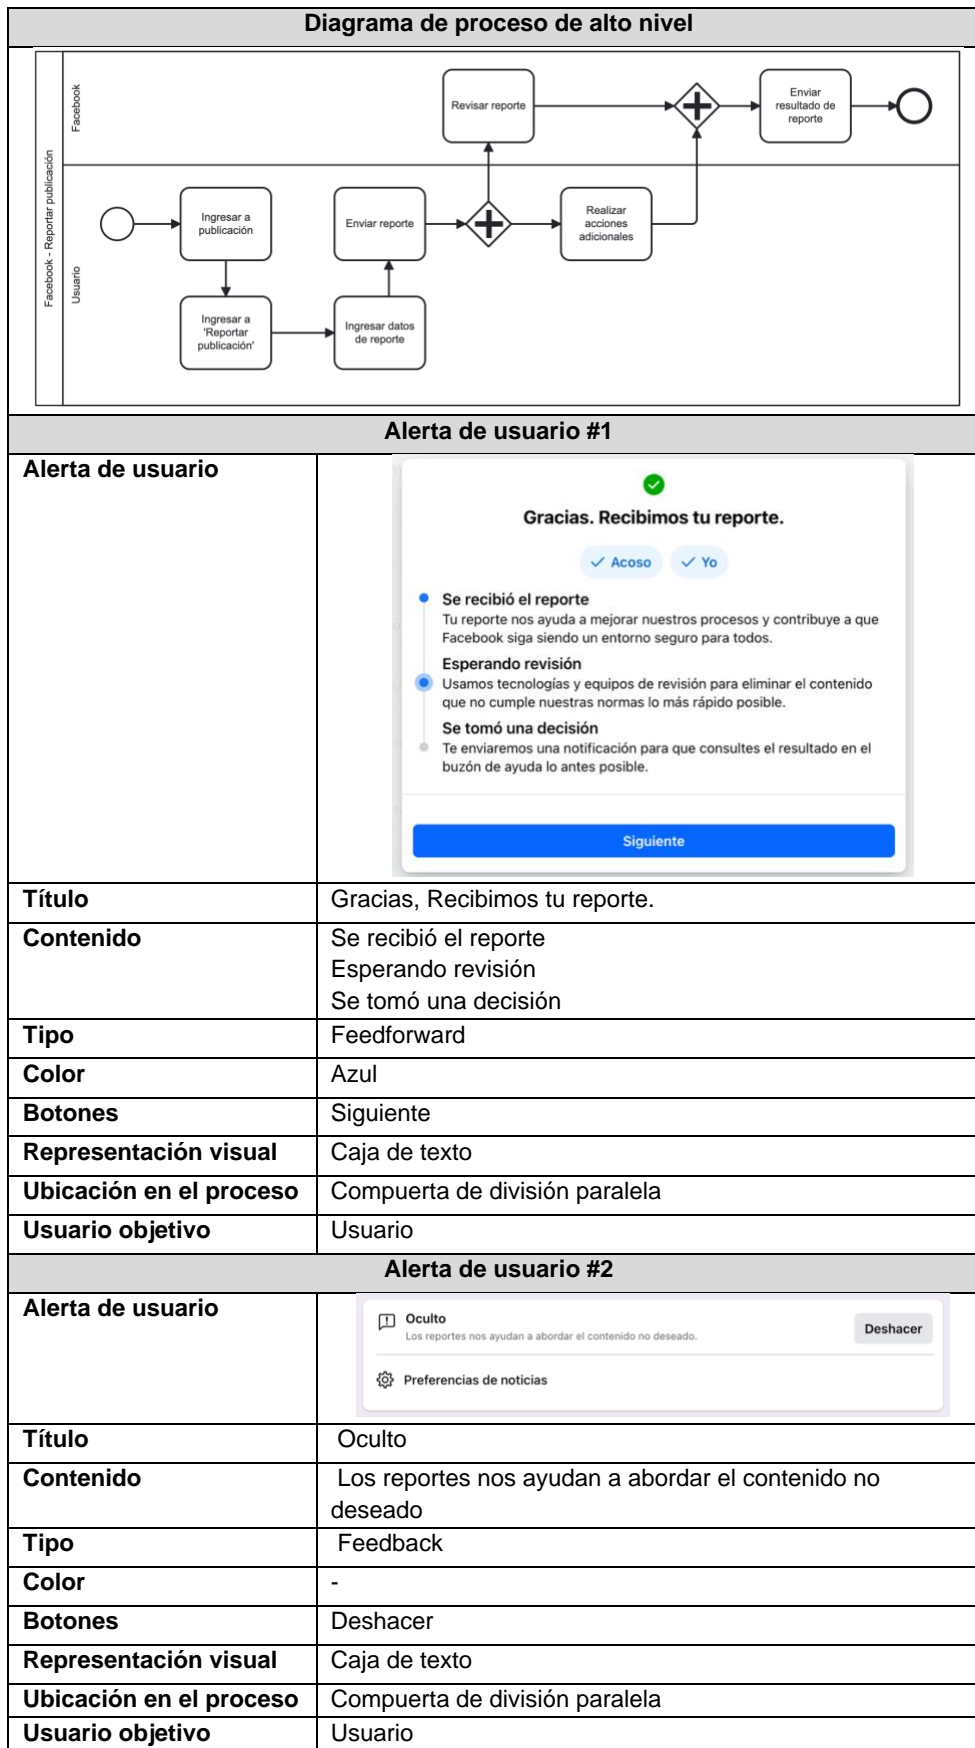 Diagrama de proceso de alto nivel
Facebook - Reportar publicación
Facebook
Usuario
Revisar reporte
Enviar
resultado de
reporte
Ingresar a
publicación
Enviar reporte
Realizar
acciones
adicionales
Ingresar a
'Reportar
publicación'
Ingresar datos
de reporte
Alerta de usuario #1
Alerta de usuario
Gracias. Recibimos tu reporte.
Acoso
Yo
Se recibió el reporte
Tu reporte nos ayuda a mejorar nuestros procesos y contribuye a que
Facebook siga siendo un entorno seguro para todos.
Esperando revisión
Usamos tecnologías y equipos de revisión para eliminar el contenido
que no cumple nuestras normas lo más rápido posible.
Se tomó una decisión
Te enviaremos una notificación para que consultes el resultado en el
buzón de ayuda lo antes posible.
Siguiente
Título
Gracias, Recibimos tu reporte.
Contenido
Se recibió el reporte
Esperando revisión
Se tomó una decisión
Tipo
Feedforward
Color
Azul
Botones
Siguiente
Representación visual
Caja de texto
Ubicación en el proceso
Compuerta de división paralela
Usuario objetivo
Usuario
Alerta de usuario #2
Alerta de usuario
Oculto
Los reportes nos ayudan a abordar el contenido no deseado.
Deshacer
Preferencias de noticias
Título
Oculto
Contenido
Los reportes nos ayudan a abordar el contenido no
deseado
Tipo
Feedback
Color
-
Botones
Deshacer
Representación visual
Caja de texto
Ubicación en el proceso
Compuerta de división paralela
Usuario objetivo
Usuario